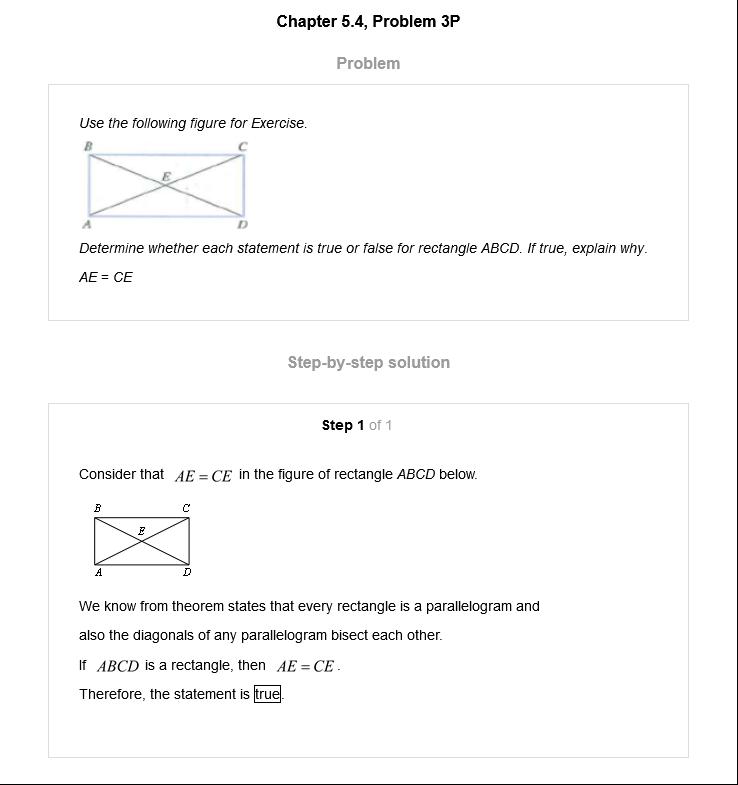 Chapter 5.4, Problem 3P
Problem
Use the following figure for Exercise.
B C
E
A D
Determine whether each statement is true or false for rectangle ABCD. If true, explain why.
AE = CE
Step-by-step solution
Step 1 of 1
Consider that AE = CE in the figure of rectangle ABCD below.
B C
E
A D
We know from theorem states that every rectangle is a parallelogram and
also the diagonals of any parallelogram bisect each other.
If ABCD is a rectangle, then AE = CE .
Therefore, the statement is true.